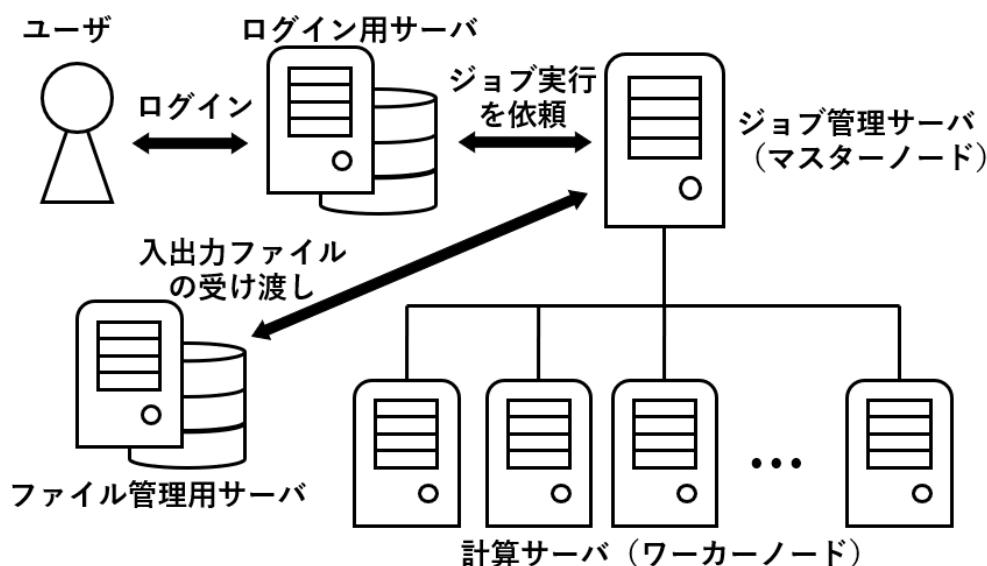 ユーザ
ログイン用サーバ
ログイン
ジョブ実行
を依頼
ジョブ管理サーバ
（マスターノード）
入出力ファイル
の受け渡し
ファイル管理用サーバ
…
計算サーバ（ワーカーノード）